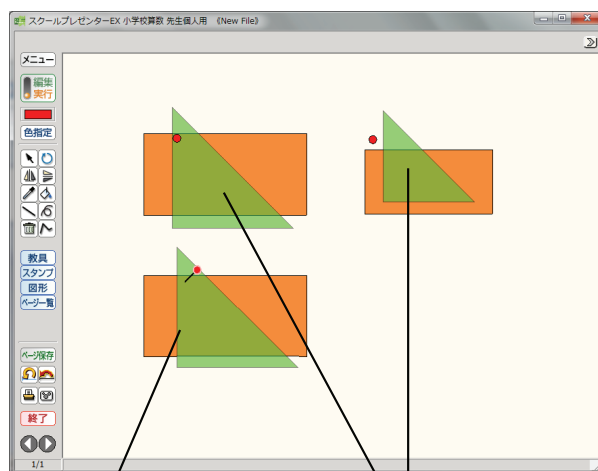 スクールプレゼンターEX 小学校算数 先生個人用 《New File》
メニュー
編集
実行
色指定
教具
スタンプ
図形
ページ一覧
ページ保存
終了
1/1